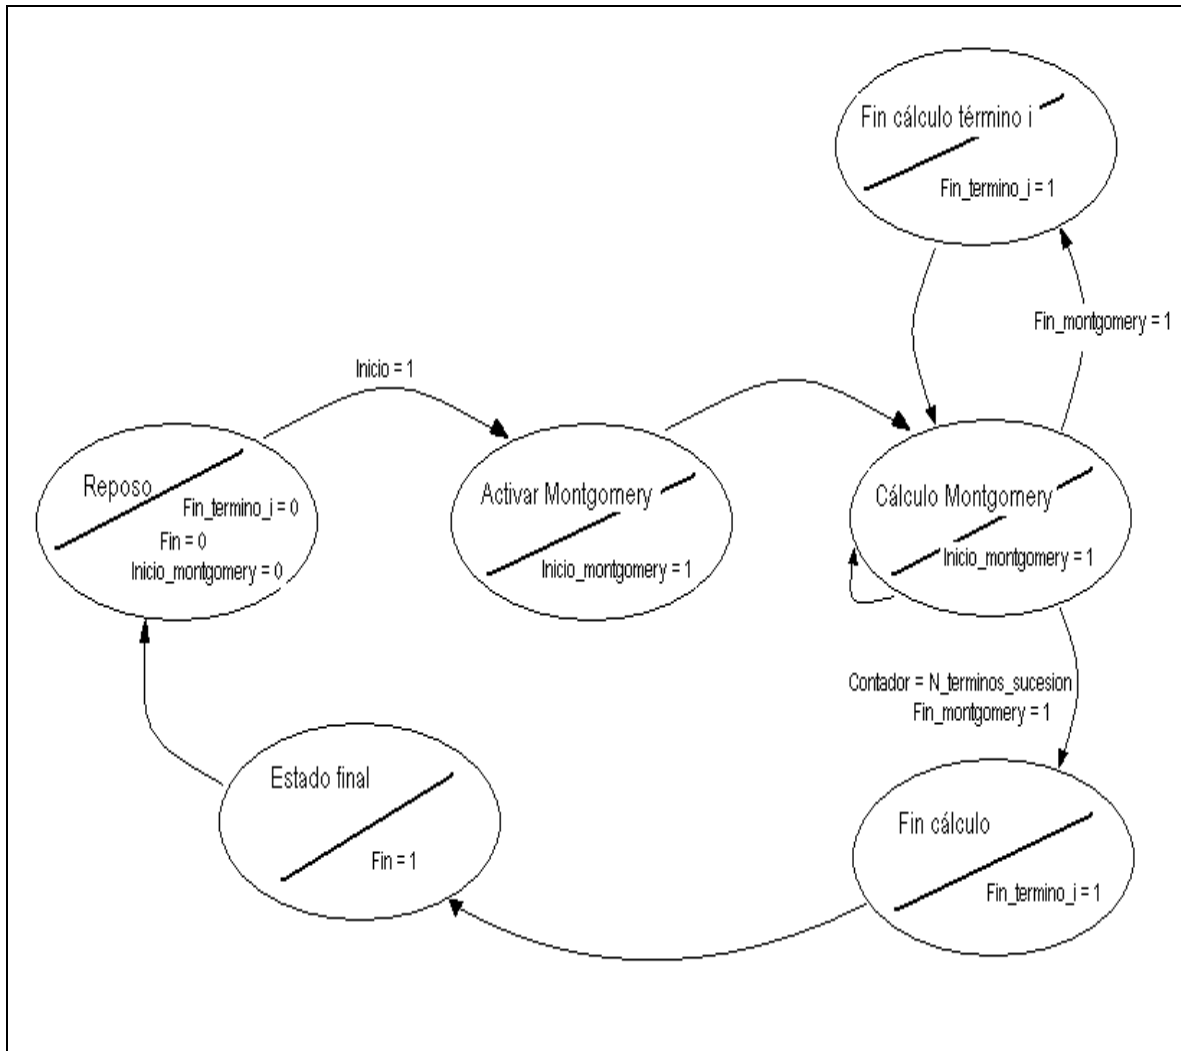 Fin cálculo término i
Fin_termino_i = 1
Fin_montgomery = 1
Inicio = 1
Reposo
Fin_termino_i = 0
Fin = 0
Inicio_montgomery = 0
Activar Montgomery
Inicio_montgomery = 1
Cálculo Montgomery
Inicio_montgomery = 1
Contador = N_terminos_sucesion
Fin_montgomery = 1
Estado final
Fin = 1
Fin cálculo
Fin_termino_i = 1